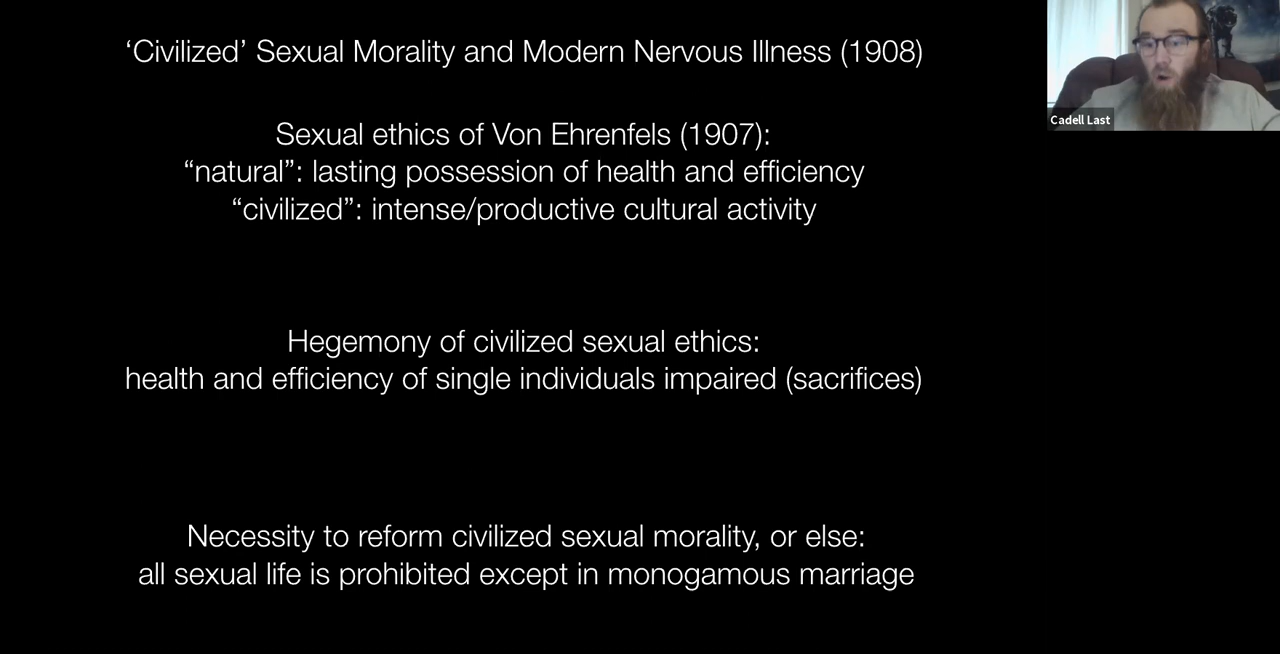 ‘Civilized’ Sexual Morality and Modern Nervous Illness (1908)
Sexual ethics of Von Ehrenfels (1907):
“natural”: lasting possession of health and efficiency
“civilized”: intense/productive cultural activity
Hegemony of civilized sexual ethics:
health and efficiency of single individuals impaired (sacrifices)
Necessity to reform civilized sexual morality, or else:
all sexual life is prohibited except in monogamous marriage
Cadell Last